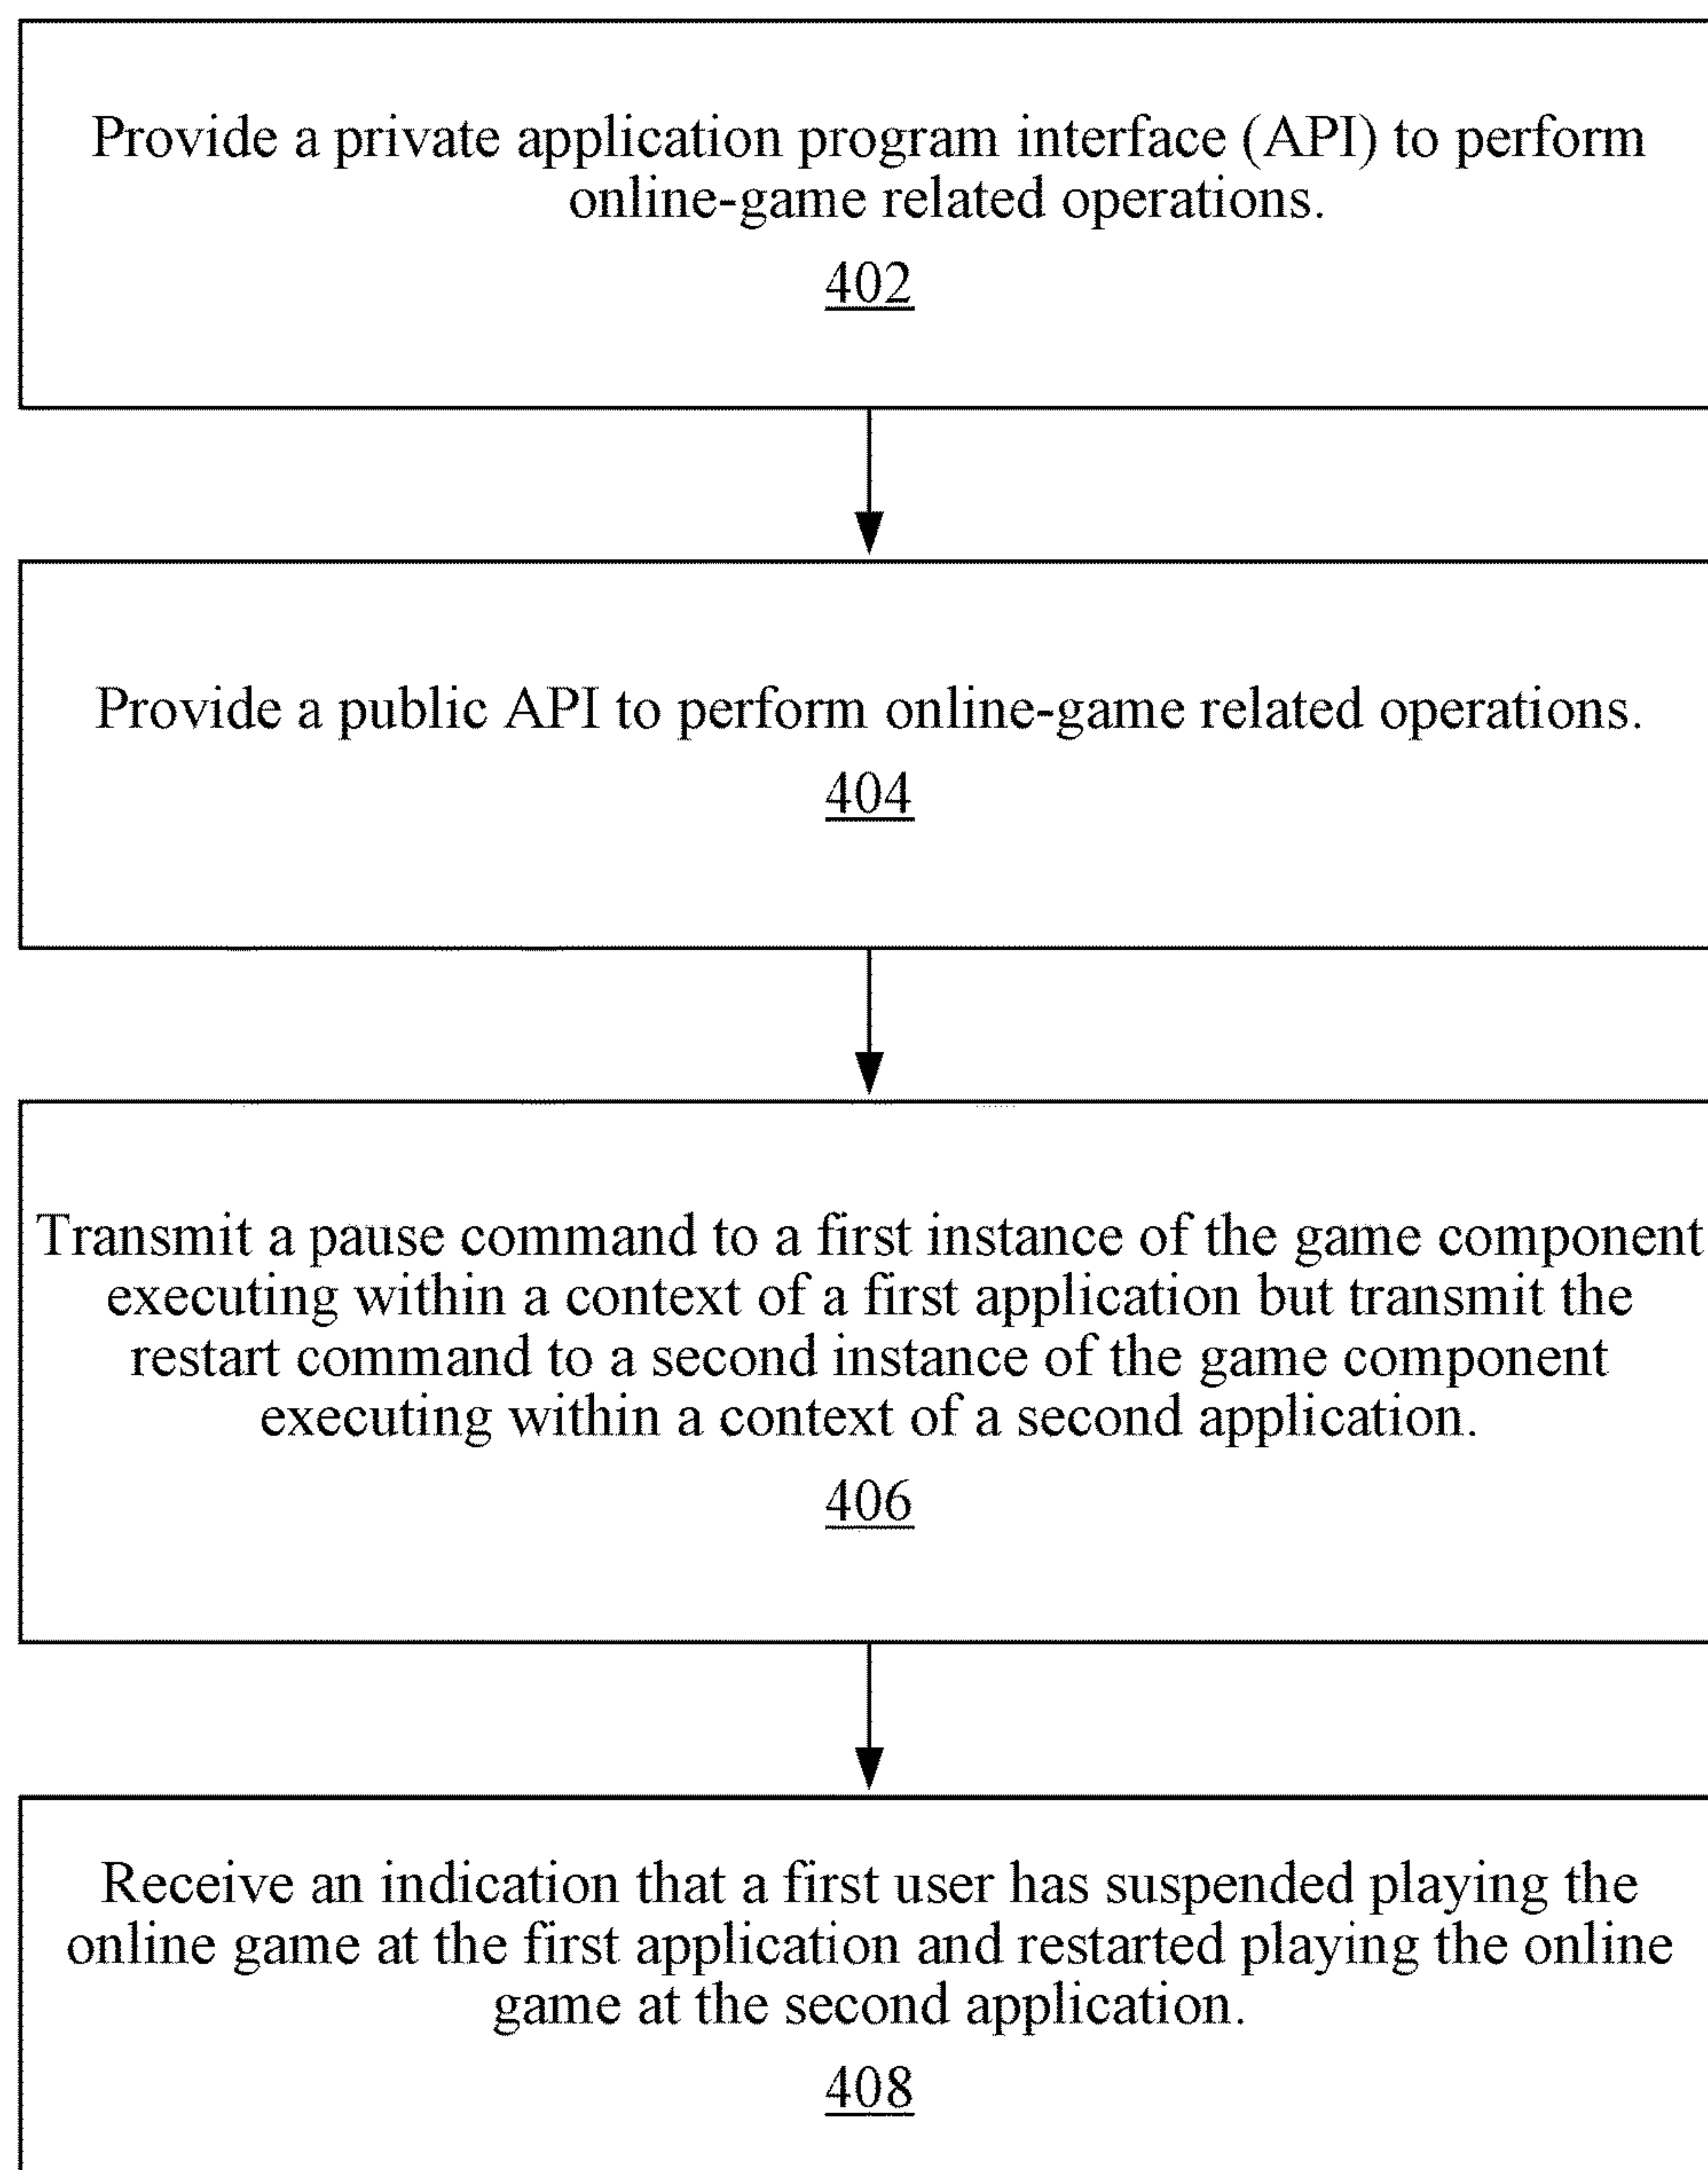 Provide a private application program interface (API) to perform
online-game related operations.
402
Provide a public API to perform online-game related operations.
404
Transmit a pause command to a first instance of the game component
executing within a context of a first application but transmit the
restart command to a second instance of the game component
executing within a context of a second application.
406
Receive an indication that a first user has suspended playing the
online game at the first application and restarted playing the online
game at the second application.
408